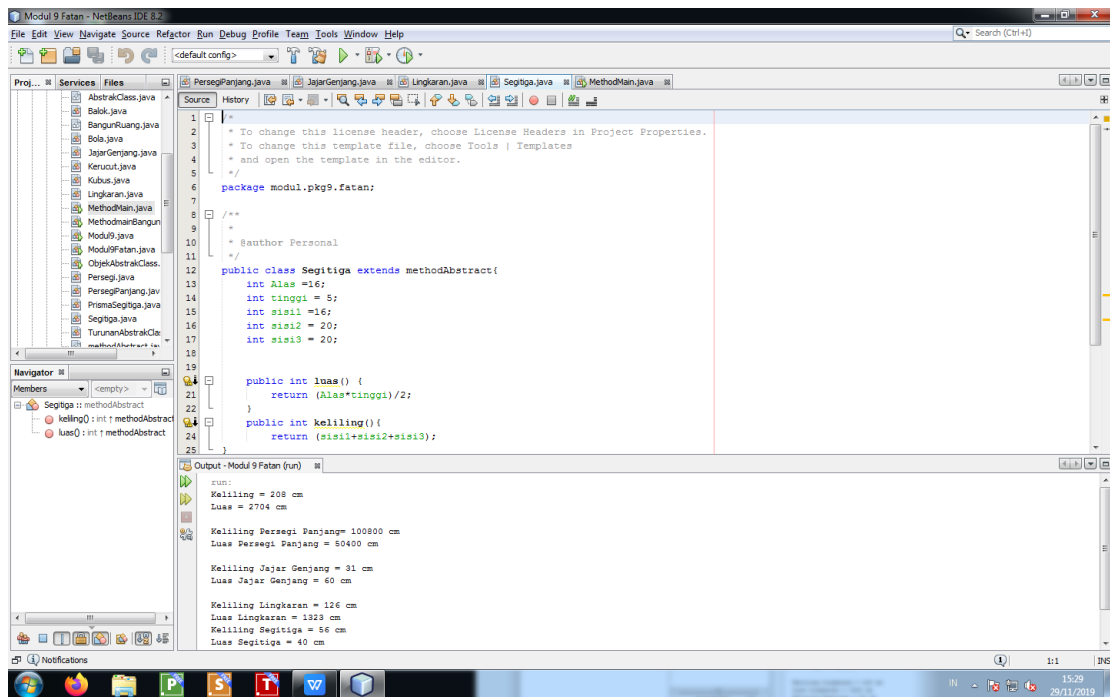 Modul 9 Fatan - NetBeans IDE 8.2
File Edit View Navigate Source Refactor Run Debug Profile Team Tools Window Help
Search (Ctrl+I)
<default config>
Proj... Services Files
PersegiPanjang.java JajarGenjang.java Lingkaran.java Segitiga.java MethodMain.java
Source History
AbstrakClass.java
Balok.java
BangunRuang.java
Bola.java
JajarGenjang.java
Kerucut.java
Kubus.java
Lingkaran.java
MethodMain.java
MethodmainBangun
Modul9.java
Modul9Fatan.java
ObjekAbstrakClass.
Persegi.java
PersegiPanjang.jav
PrismaSegitiga.java
Segitiga.java
TurunanAbstrakCla
methodAbstract.jav
1 /*
2 * To change this license header, choose License Headers in Project Properties.
3 * To change this template file, choose Tools | Templates
4 * and open the template in the editor.
5 */
6 package modul.pkg9.fatan;
7
8 /**
9 *
10 * @author Personal
11 */
12 public class Segitiga extends methodAbstract{
13 int Alas =16;
14 int tinggi = 5;
15 int sisi1 =16;
16 int sisi2 = 20;
17 int sisi3 = 20;
18
19
public int luas() {
21 return (Alas*tinggi)/2;
22 }
public int keliling(){
24 return (sisi1+sisi2+sisi3);
25 }
Navigator
Members <empty>
Segitiga :: methodAbstract
keliling() : int ↑ methodAbstract
luas() : int ↑ methodAbstract
Output - Modul 9 Fatan (run)
run:
Keliling = 208 cm
Luas = 2704 cm
Keliling Persegi Panjang= 100800 cm
Luas Persegi Panjang = 50400 cm
Keliling Jajar Genjang = 31 cm
Luas Jajar Genjang = 60 cm
Keliling Lingkaran = 126 cm
Luas Lingkaran = 1323 cm
Keliling Segitiga = 56 cm
Luas Segitiga = 40 cm
Notifications
1
1:1
INS
P
S
T
W
IN
15:29
29/11/2019